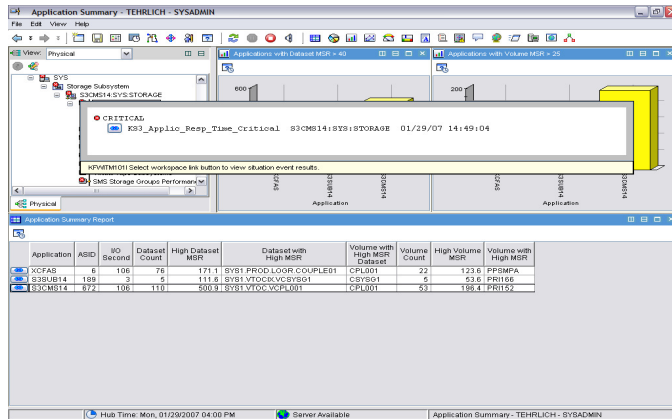 Application Summary - TEHRLICH - SYSADMIN
File Edit View Help
View: Physical
SYS
Storage Subsystem
S3CMS14:SYS:STORAGE
SMS Storage Groups Performan
Physical
Applications with Dataset MSR > 40
600
Application
Applications with Volume MSR > 25
200
Application
XCFAS
S3SUB14
S3CMS14
CRITICAL
KS3_Applic_Resp_Time_Critical S3CMS14:SYS:STORAGE 01/29/07 14:49:04
KFWITM101I Select workspace link button to view situation event results.
Application Summary Report
Application ASID I/O Second Dataset Count High Dataset MSR Dataset with High MSR Volume with High MSR Dataset Volume Count High Volume MSR Volume with High MSR
XCFAS 6 106 76 171.1 SYS1.PROD.LOGR.COUPLE01 CPL001 22 123.6 PPSMPA
S3SUB14 189 3 5 111.6 SYS1.VTOCIX.VCSYSG1 CSYSG1 5 53.6 PRI166
S3CMS14 672 106 110 500.9 SYS1.VTOC.VCPL001 CPL001 53 196.4 PRI152
Hub Time: Mon, 01/29/2007 04:00 PM
Server Available
Application Summary - TEHRLICH - SYSADMIN